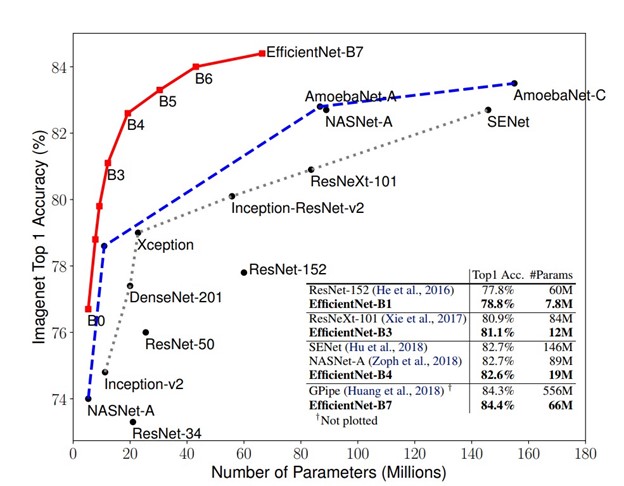 Imagenet Top 1 Accuracy (%)
84
82
80
78
76
74
EfficientNet-B7
B6
B5
B4
B3
B0
AmoebaNet-A
AmoebaNet-C
NASNet-A
SENet
ResNeXt-101
Inception-ResNet-v2
Xception
ResNet-152
DenseNet-201
ResNet-50
Inception-v2
NASNet-A
ResNet-34
Top1 Acc. #Params
ResNet-152 (He et al., 2016) 77.8% 60M
EfficientNet-B1 78.8% 7.8M
ResNeXt-101 (Xie et al., 2017) 80.9% 84M
EfficientNet-B3 81.1% 12M
SENet (Hu et al., 2018) 82.7% 146M
NASNet-A (Zoph et al., 2018) 82.7% 89M
EfficientNet-B4 82.6% 19M
GPipe (Huang et al., 2018) † 84.3% 556M
EfficientNet-B7 84.4% 66M
†Not plotted
0 20 40 60 80 100 120 140 160 180
Number of Parameters (Millions)